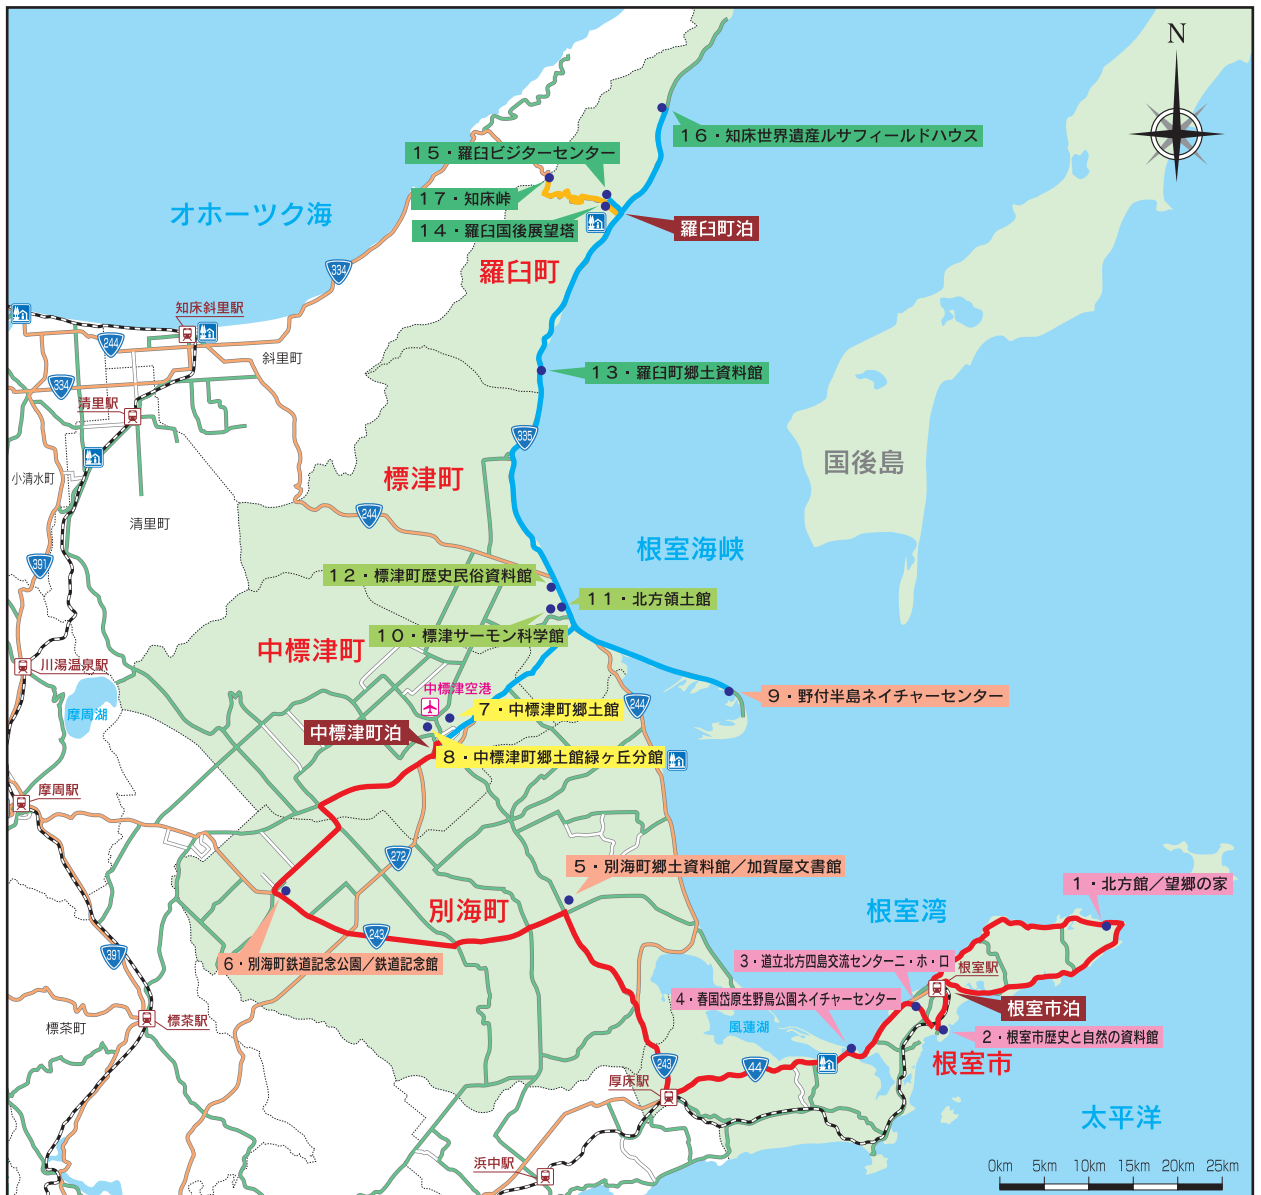 N
16・知床世界遺産ルサフィールドハウス
15・羅臼ビジターセンター
17・知床峠
14・羅臼国後展望塔
羅臼町泊
オホーツク海
羅臼町
334
知床斜里駅
244
斜里町
334
清里駅
13・羅臼町郷土資料館
335
国後島
標津町
小清水町
清里町
244
根室海峡
391
12・標津町歴史民俗資料館
11・北方領土館
10・標津サーモン科学館
中標津町
川湯温泉駅
摩周湖
中標津空港
9・野付半島ネイチャーセンター
244
7・中標津町郷土館
中標津町泊
8・中標津町郷土館緑ヶ丘分館
摩周駅
272
5・別海町郷土資料館／加賀屋文書館
1・北方館／望郷の家
別海町
根室湾
243
391
6・別海町鉄道記念公園／鉄道記念館
3・道立北方四島交流センターニ・ホ・ロ
根室駅
4・春国岱原生野鳥公園ネイチャーセンター
根室市泊
標茶町
標茶駅
風蓮湖
2・根室市歴史と自然の資料館
根室市
243
44
厚床駅
太平洋
浜中駅
0km 5km 10km 15km 20km 25km